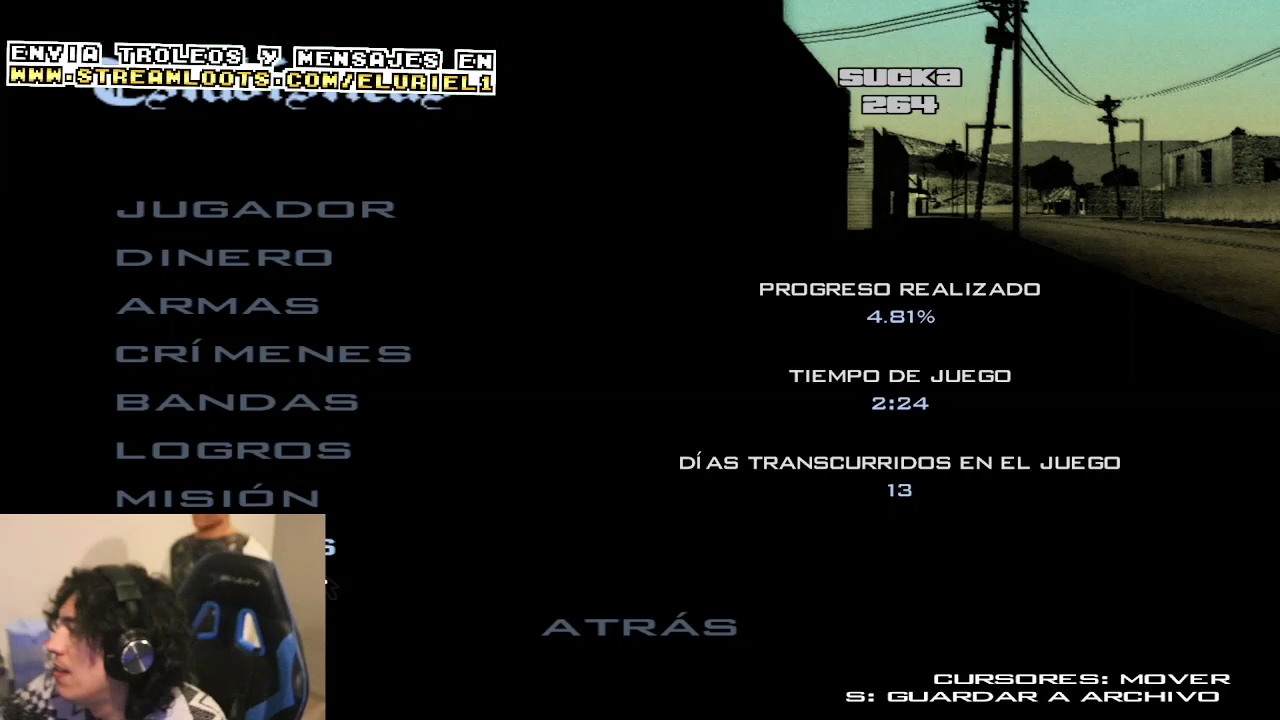 ENVIA TROLEOS Y MENSAJES EN
WWW.STREAMLOOTS.COM/ELURIEL1
SUCKA
264
JUGADOR
DINERO
ARMAS
CRÍMENES
BANDAS
LOGROS
MISIÓN
PROGRESO REALIZADO
4.81%
TIEMPO DE JUEGO
2:24
DÍAS TRANSCURRIDOS EN EL JUEGO
13
ATRÁS
CURSORES: MOVER
S: GUARDAR A ARCHIVO